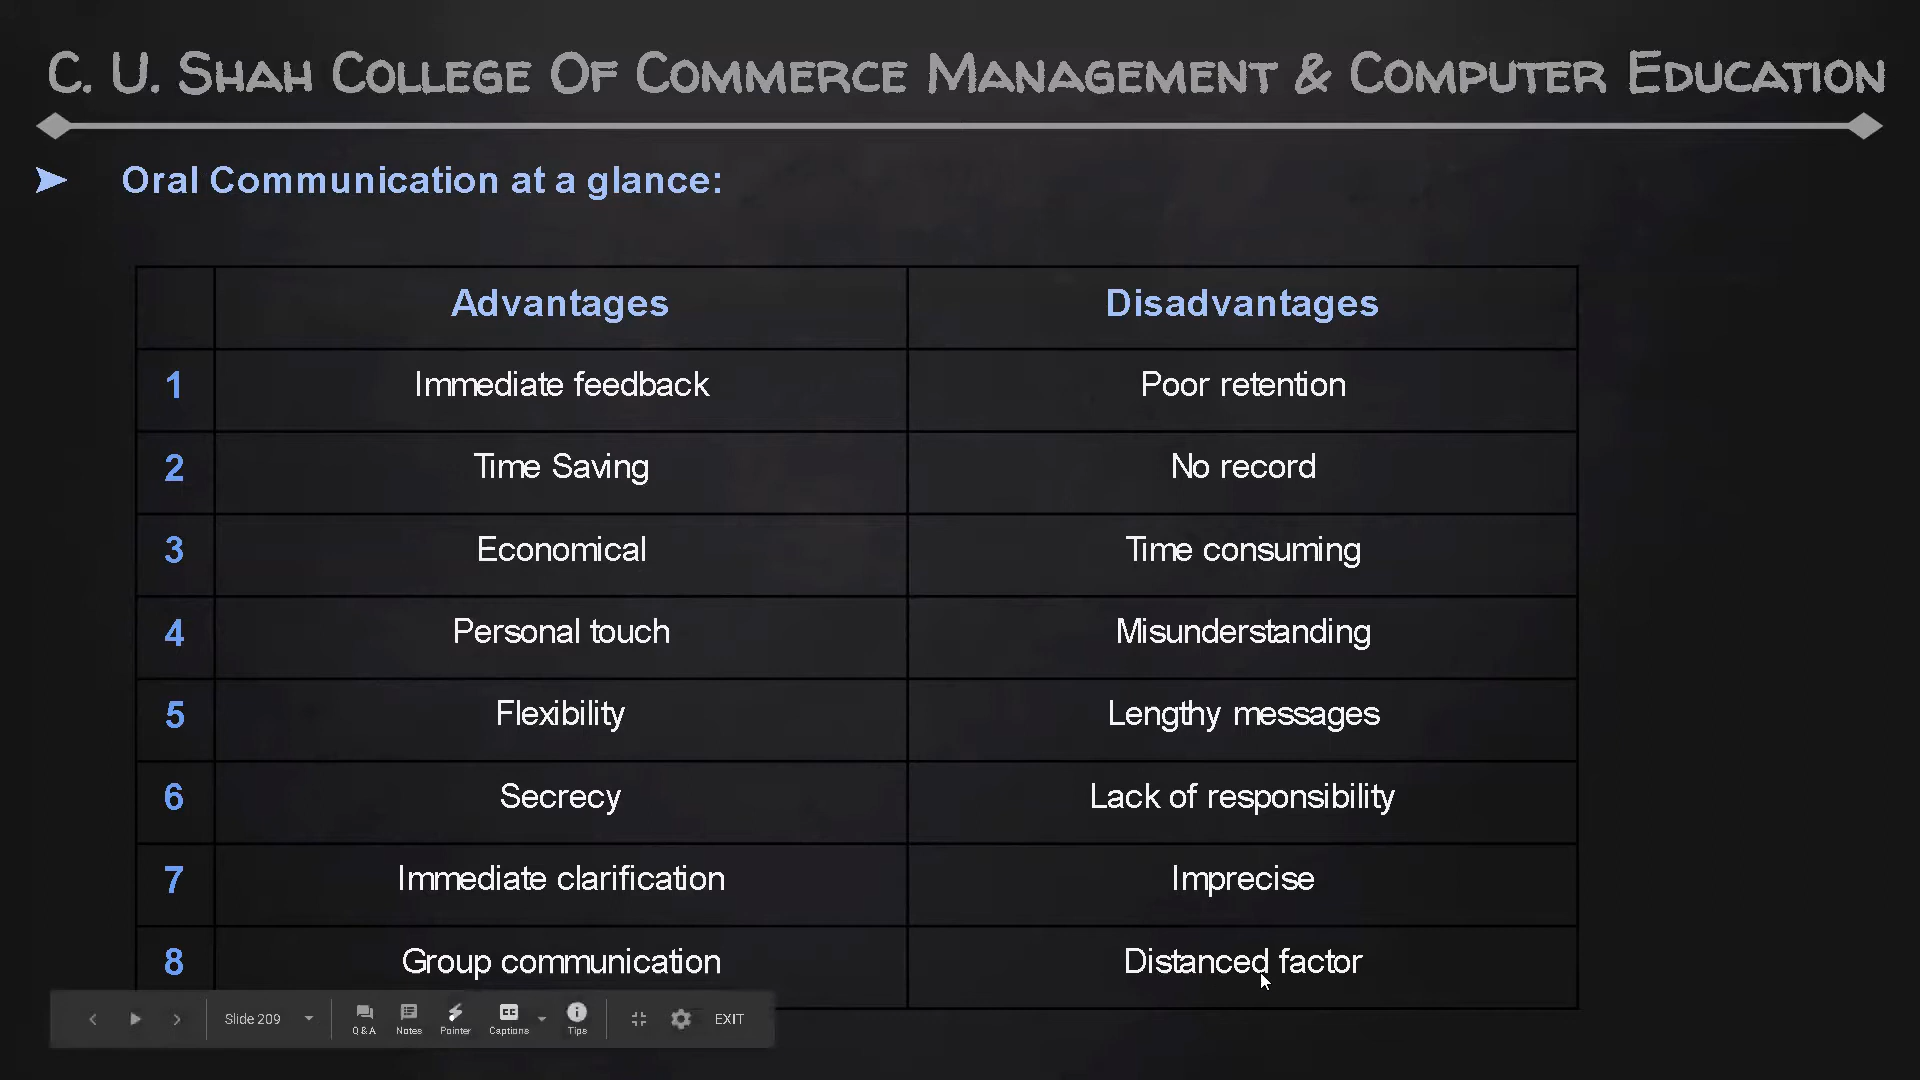 C. U. Shah College Of Commerce Management & Computer Education
➤ Oral Communication at a glance:
Advantages Disadvantages
1 Immediate feedback Poor retention
2 Time Saving No record
3 Economical Time consuming
4 Personal touch Misunderstanding
5 Flexibility Lengthy messages
6 Secrecy Lack of responsibility
7 Immediate clarification Imprecise
8 Group communication Distanced factor
Slide 209 Q&A Notes Pointer CC Captions Tips EXIT